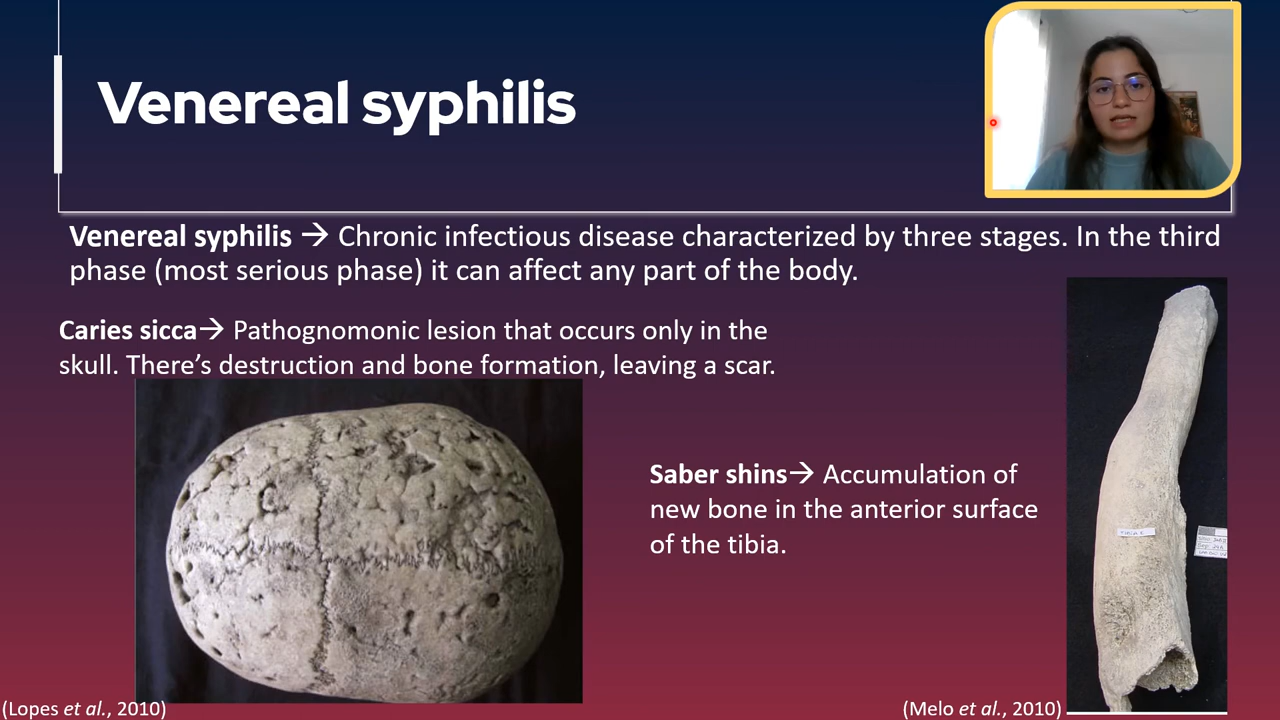 Venereal syphilis
Venereal syphilis → Chronic infectious disease characterized by three stages. In the third
phase (most serious phase) it can affect any part of the body.
Caries sicca→ Pathognomonic lesion that occurs only in the
skull. There’s destruction and bone formation, leaving a scar.
Saber shins→ Accumulation of
new bone in the anterior surface
of the tibia.
(Lopes et al., 2010)
(Melo et al., 2010)